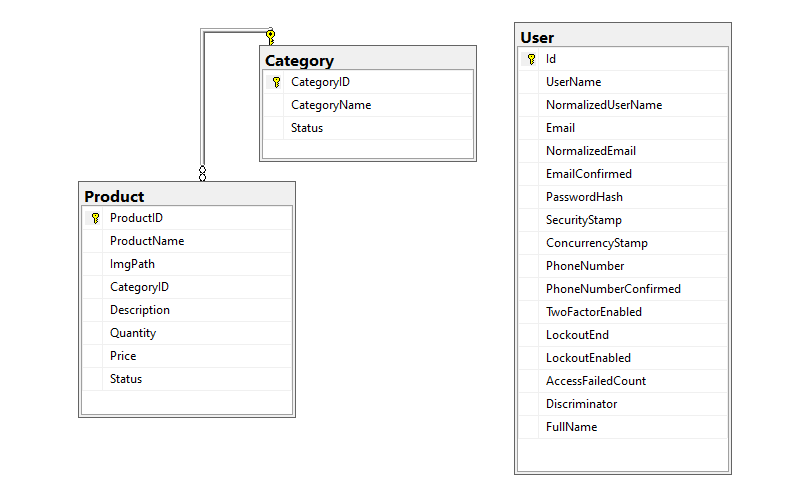 Category
CategoryID
CategoryName
Status
Product
ProductID
ProductName
ImgPath
CategoryID
Description
Quantity
Price
Status
User
Id
UserName
NormalizedUserName
Email
NormalizedEmail
EmailConfirmed
PasswordHash
SecurityStamp
ConcurrencyStamp
PhoneNumber
PhoneNumberConfirmed
TwoFactorEnabled
LockoutEnd
LockoutEnabled
AccessFailedCount
Discriminator
FullName